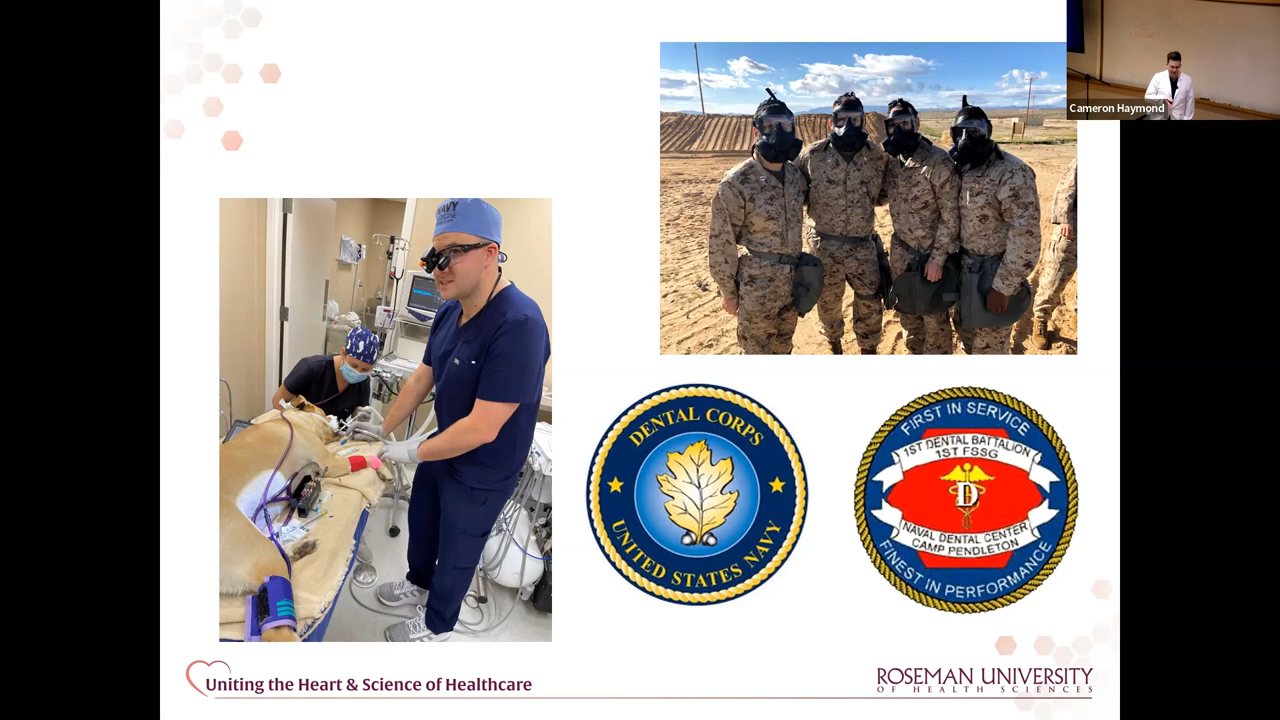 Cameron Haymond
NAVY
DENTAL CORPS
UNITED STATES NAVY
FIRST IN SERVICE
1ST DENTAL BATTALION
1ST FSSG
D
NAVAL DENTAL CENTER
CAMP PENDLETON
FINEST IN PERFORMANCE
Uniting the Heart & Science of Healthcare
ROSEMAN UNIVERSITY
OF HEALTH SCIENCES